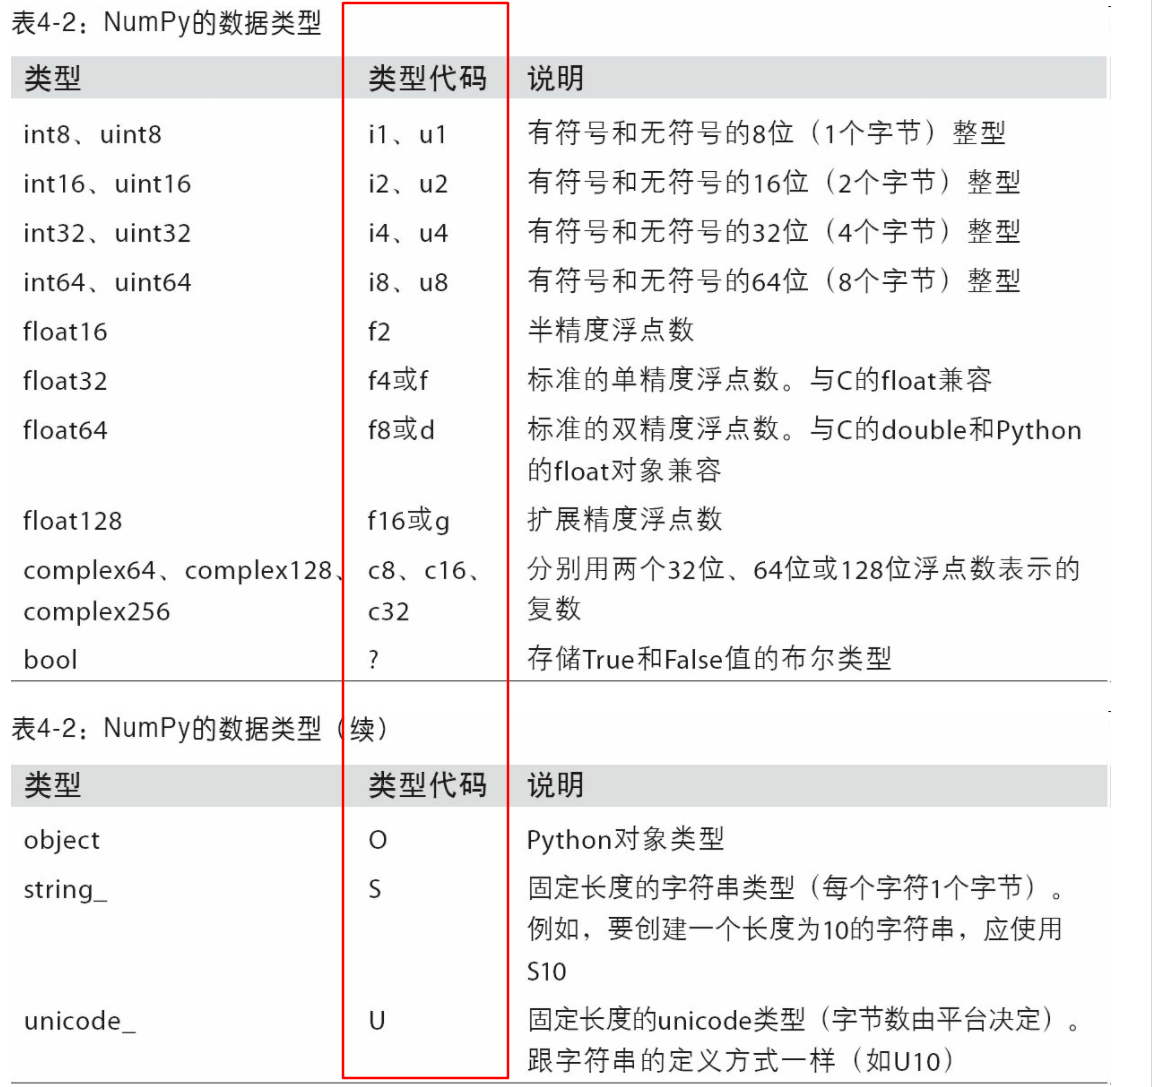 表4-2：NumPy的数据类型
类型 类型代码 说明
int8、uint8 i1、u1 有符号和无符号的8位（1个字节）整型
int16、uint16 i2、u2 有符号和无符号的16位（2个字节）整型
int32、uint32 i4、u4 有符号和无符号的32位（4个字节）整型
int64、uint64 i8、u8 有符号和无符号的64位（8个字节）整型
float16 f2 半精度浮点数
float32 f4或f 标准的单精度浮点数。与C的float兼容
float64 f8或d 标准的双精度浮点数。与C的double和Python
的float对象兼容
float128 f16或g 扩展精度浮点数
complex64、complex128、 c8、c16、 分别用两个32位、64位或128位浮点数表示的
complex256 c32 复数
bool ? 存储True和False值的布尔类型
表4-2：NumPy的数据类型（续）
类型 类型代码 说明
object O Python对象类型
string_ S 固定长度的字符串类型（每个字符1个字节）。
例如，要创建一个长度为10的字符串，应使用
S10
unicode_ U 固定长度的unicode类型（字节数由平台决定）。
跟字符串的定义方式一样（如U10）